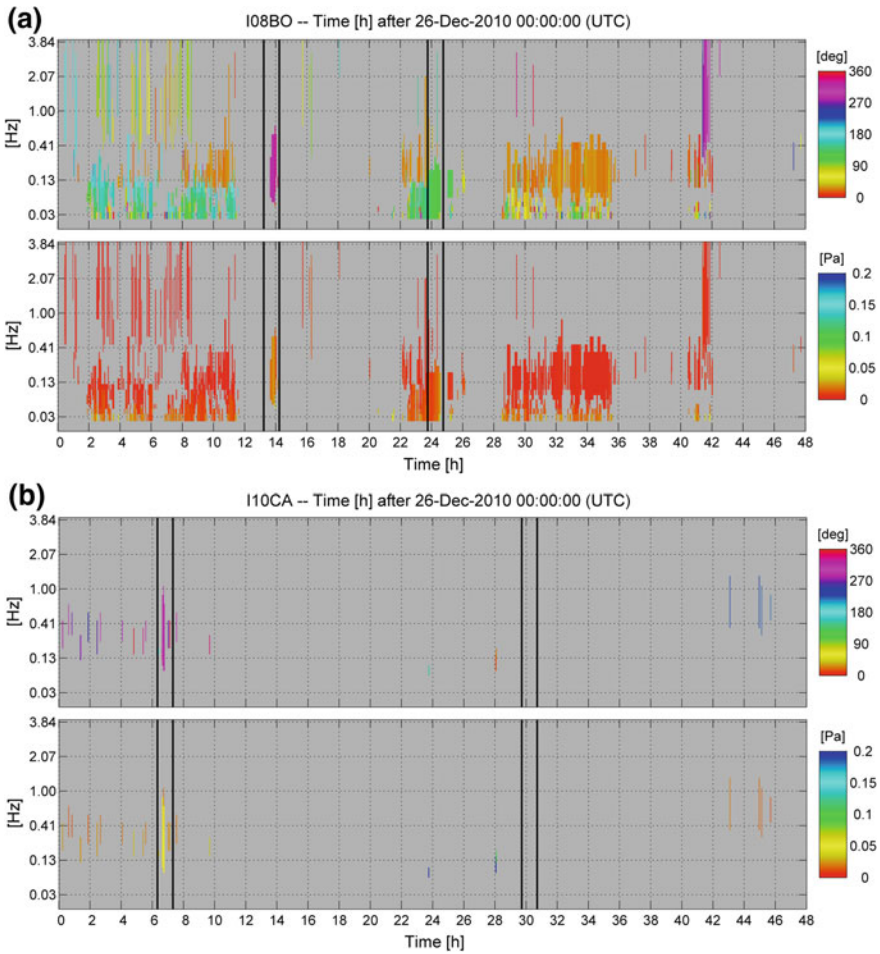 (a)
I08BO -- Time [h] after 26-Dec-2010 00:00:00 (UTC)
[Hz]
3.84
2.07
1.00
0.41
0.13
0.03
[deg]
360
270
180
90
0
[Hz]
3.84
2.07
1.00
0.41
0.13
0.03
[Pa]
0.2
0.15
0.1
0.05
0
0 2 4 6 8 10 12 14 16 18 20 22 24 26 28 30 32 34 36 38 40 42 44 46 48
Time [h]
(b)
I10CA -- Time [h] after 26-Dec-2010 00:00:00 (UTC)
[Hz]
3.84
2.07
1.00
0.41
0.13
0.03
[deg]
360
270
180
90
0
[Hz]
3.84
2.07
1.00
0.41
0.13
0.03
[Pa]
0.2
0.15
0.1
0.05
0
0 2 4 6 8 10 12 14 16 18 20 22 24 26 28 30 32 34 36 38 40 42 44 46 48
Time [h]